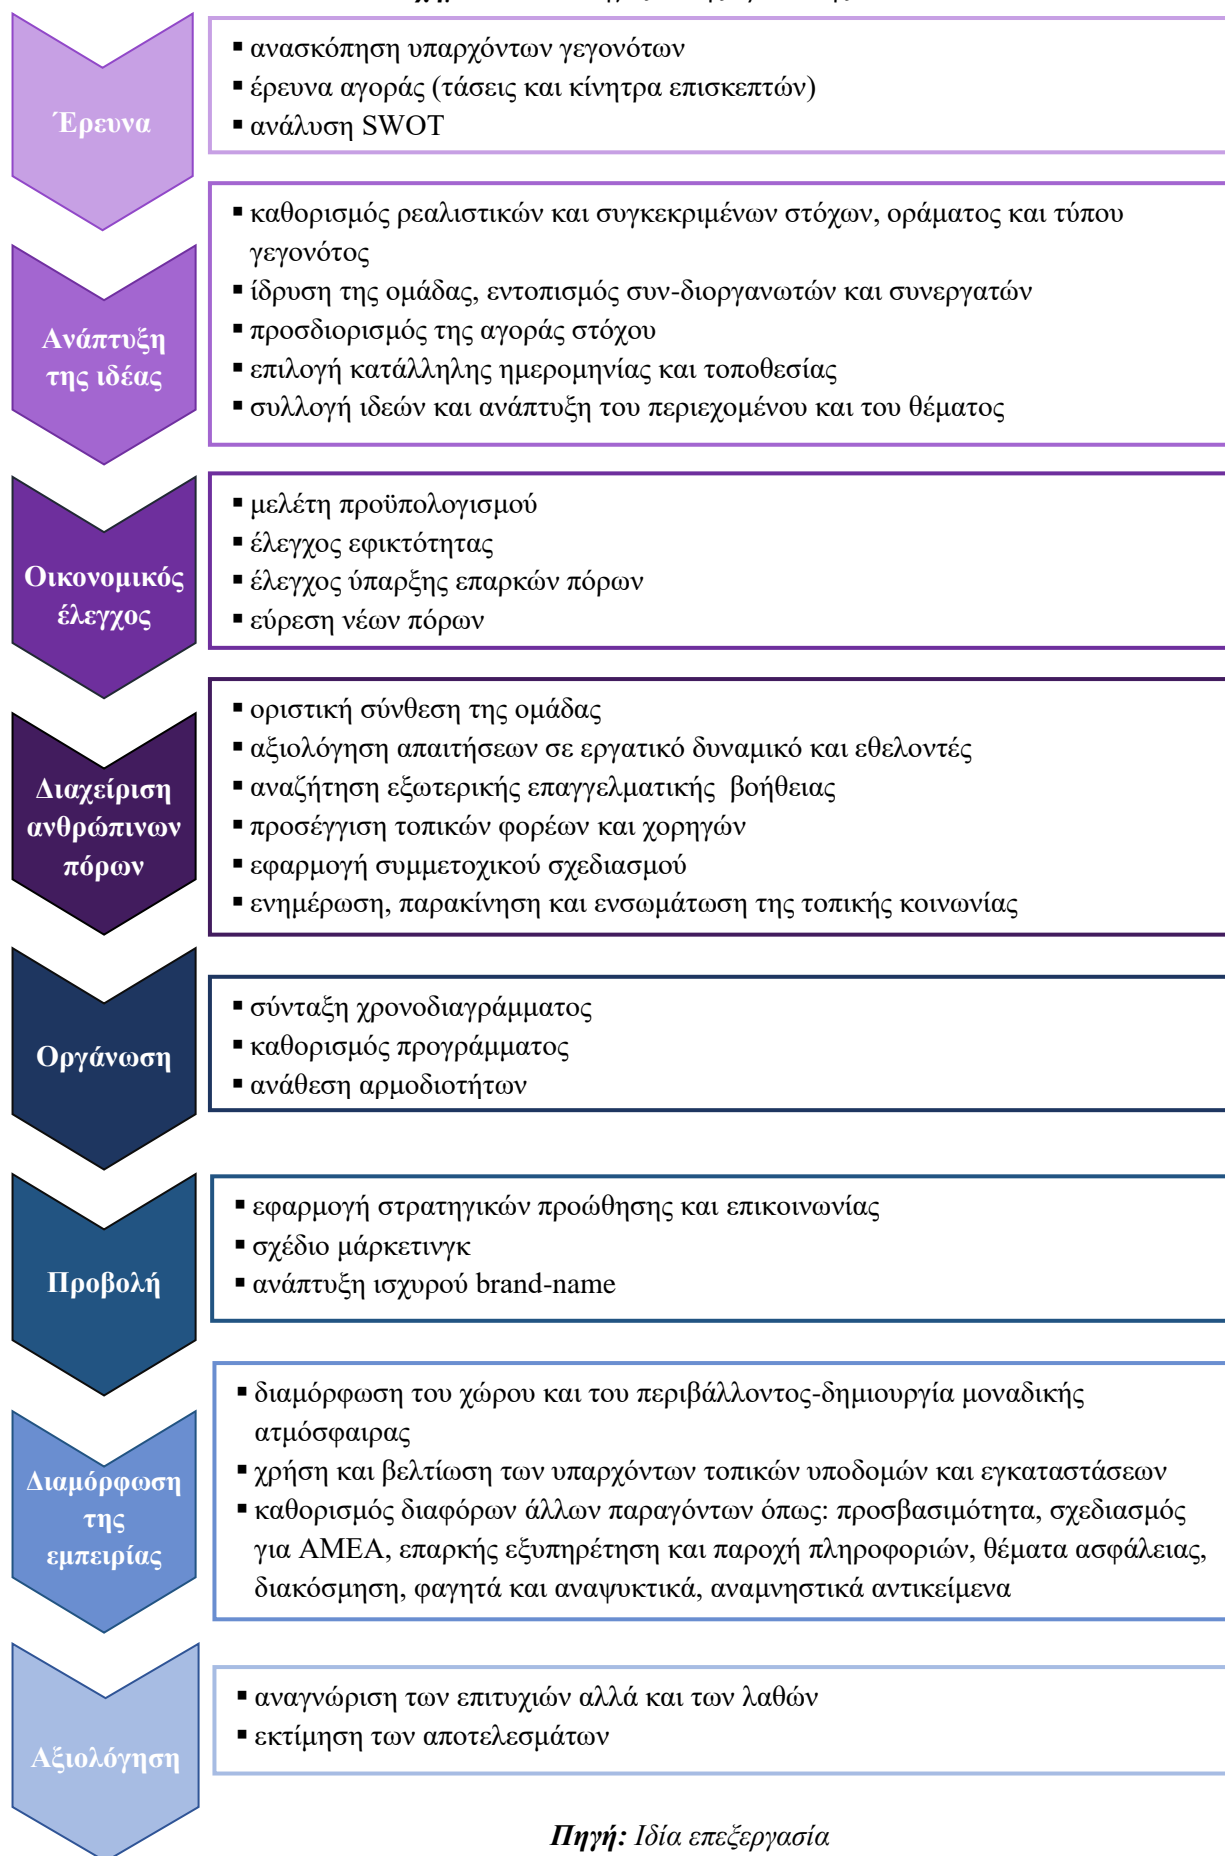 Έρευνα
▪ ανασκόπηση υπαρχόντων γεγονότων
▪ έρευνα αγοράς (τάσεις και κίνητρα επισκεπτών)
▪ ανάλυση SWOT
Ανάπτυξη
της ιδέας
▪ καθορισμός ρεαλιστικών και συγκεκριμένων στόχων, οράματος και τύπου
γεγονότος
▪ ίδρυση της ομάδας, εντοπισμός συν-διοργανωτών και συνεργατών
▪ προσδιορισμός της αγοράς στόχου
▪ επιλογή κατάλληλης ημερομηνίας και τοποθεσίας
▪ συλλογή ιδεών και ανάπτυξη του περιεχομένου και του θέματος
Οικονομικός
έλεγχος
▪ μελέτη προϋπολογισμού
▪ έλεγχος εφικτότητας
▪ έλεγχος ύπαρξης επαρκών πόρων
▪ εύρεση νέων πόρων
Διαχείριση
ανθρώπινων
πόρων
▪ οριστική σύνθεση της ομάδας
▪ αξιολόγηση απαιτήσεων σε εργατικό δυναμικό και εθελοντές
▪ αναζήτηση εξωτερικής επαγγελματικής βοήθειας
▪ προσέγγιση τοπικών φορέων και χορηγών
▪ εφαρμογή συμμετοχικού σχεδιασμού
▪ ενημέρωση, παρακίνηση και ενσωμάτωση της τοπικής κοινωνίας
Οργάνωση
▪ σύνταξη χρονοδιαγράμματος
▪ καθορισμός προγράμματος
▪ ανάθεση αρμοδιοτήτων
Προβολή
▪ εφαρμογή στρατηγικών προώθησης και επικοινωνίας
▪ σχέδιο μάρκετινγκ
▪ ανάπτυξη ισχυρού brand-name
Διαμόρφωση
της
εμπειρίας
▪ διαμόρφωση του χώρου και του περιβάλλοντος-δημιουργία μοναδικής
ατμόσφαιρας
▪ χρήση και βελτίωση των υπαρχόντων τοπικών υποδομών και εγκαταστάσεων
▪ καθορισμός διαφόρων άλλων παραγόντων όπως: προσβασιμότητα, σχεδιασμός
για ΑΜΕΑ, επαρκής εξυπηρέτηση και παροχή πληροφοριών, θέματα ασφάλειας,
διακόσμηση, φαγητά και αναψυκτικά, αναμνηστικά αντικείμενα
Αξιολόγηση
▪ αναγνώριση των επιτυχιών αλλά και των λαθών
▪ εκτίμηση των αποτελεσμάτων
Πηγή: Ιδία επεξεργασία